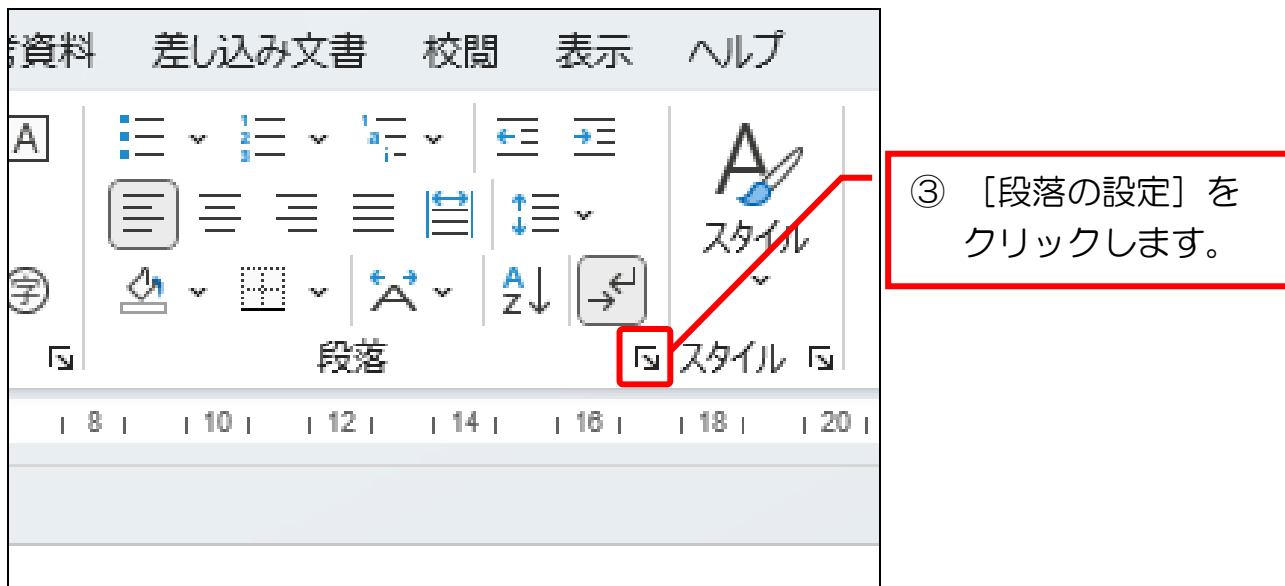 資料 差し込み文書 校閲 表示 ヘルプ
A
字
スタイル
段落 スタイル
8 10 12 14 16 18 20
③ ［段落の設定］を
クリックします。